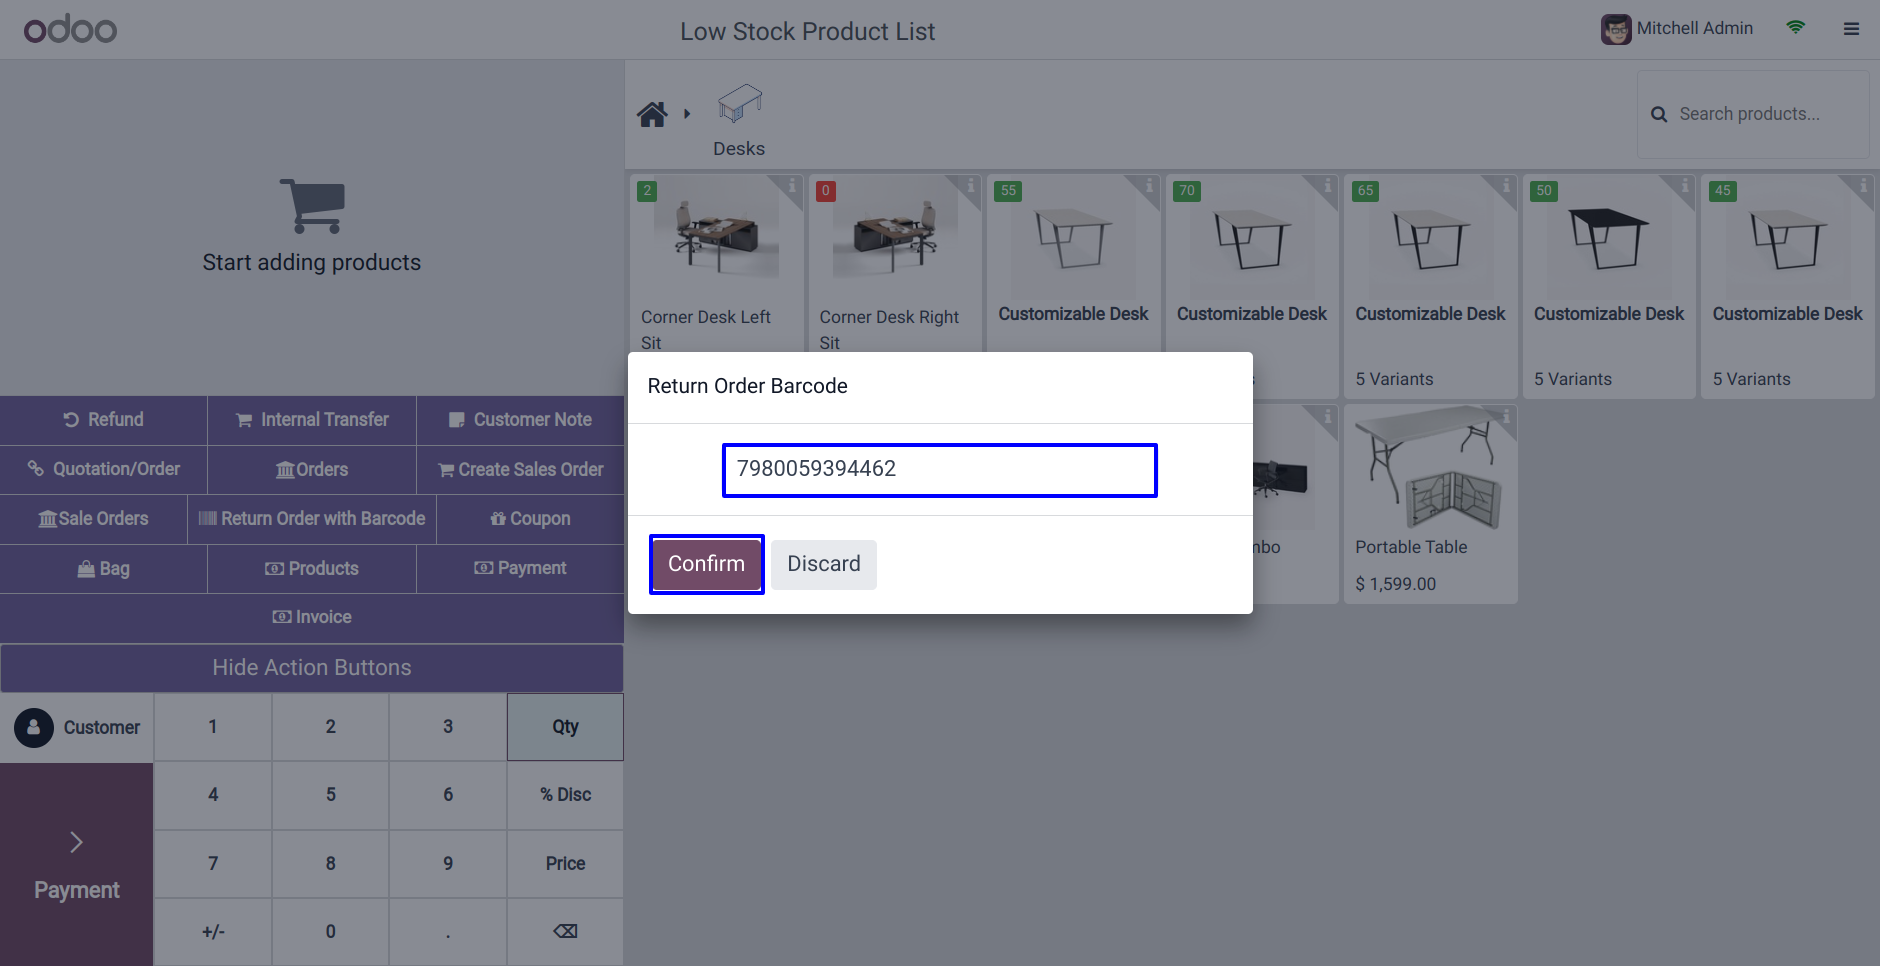 odoo
Low Stock Product List
Mitchell Admin
Start adding products
Desks
Search products...
2
0
55
70
65
50
45
Corner Desk Left
Sit
Corner Desk Right
Sit
Customizable Desk
Customizable Desk
Customizable Desk
5 Variants
Customizable Desk
5 Variants
Customizable Desk
5 Variants
Portable Table
$ 1,599.00
Return Order Barcode
7980059394462
Confirm
Discard
Refund
Internal Transfer
Customer Note
Quotation/Order
Orders
Create Sales Order
Sale Orders
Return Order with Barcode
Coupon
Bag
Products
Payment
Invoice
Hide Action Buttons
Customer
1
2
3
Qty
4
5
6
% Disc
7
8
9
Price
Payment
+/-
0
.